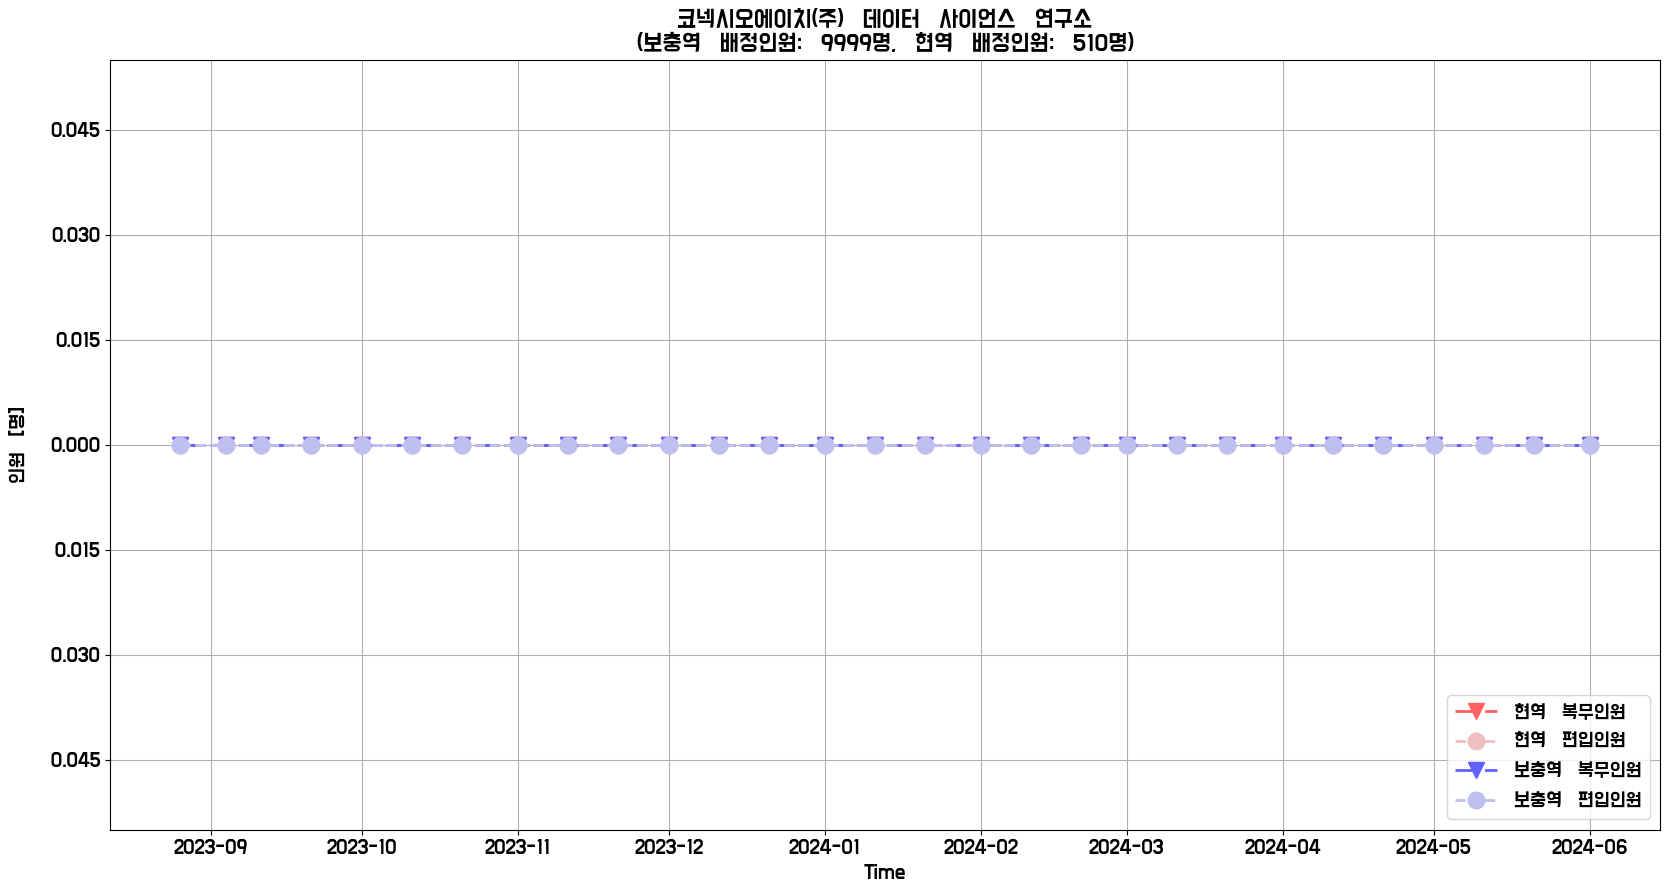 코넥시오에이치(주) 데이터 사이언스 연구소
(보충역 배정인원: 9999명, 현역 배정인원: 510명)
0.045
0.030
0.015
0.000
0.015
0.030
0.045
인원 [명]
현역 복무인원
현역 편입인원
보충역 복무인원
보충역 편입인원
2023-09 2023-10 2023-11 2023-12 2024-01 2024-02 2024-03 2024-04 2024-05 2024-06
Time